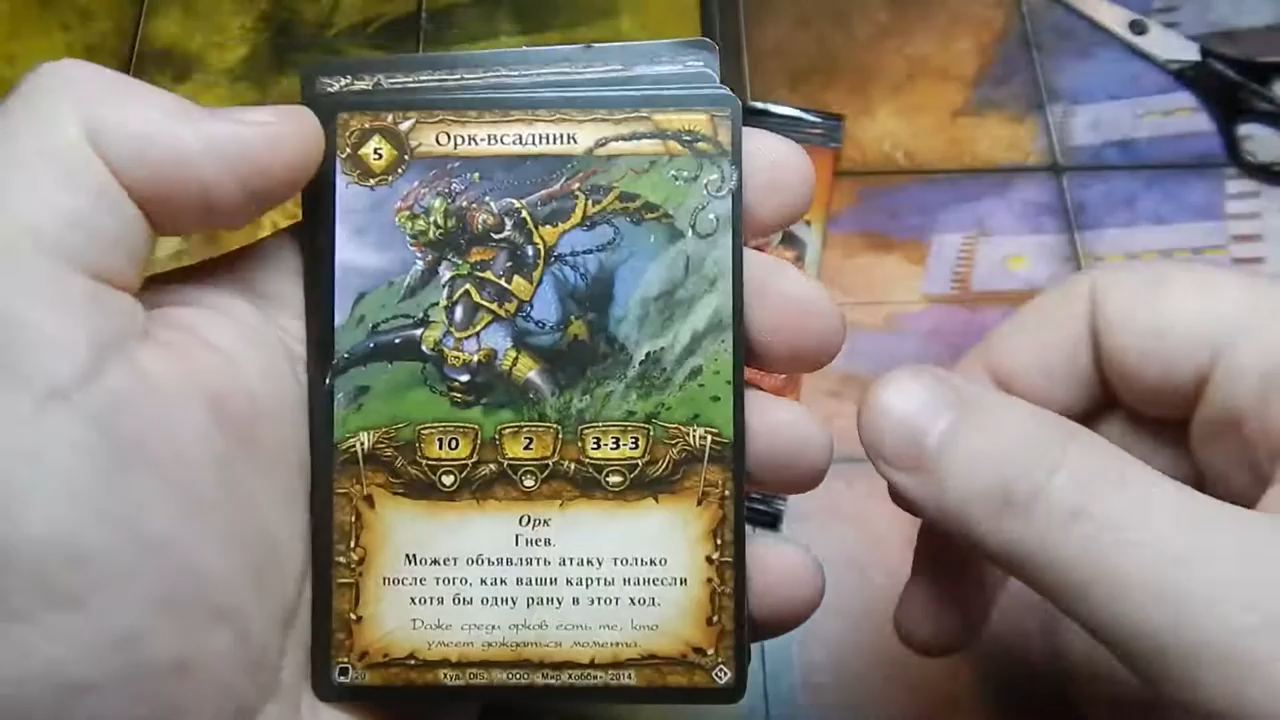 5
Орк-всадник
10
2
3-3-3
Орк
Гнев.
Может объявлять атаку только
после того, как ваши карты нанесли
хотя бы одну рану в этот ход.
Даже среди орков есть те, кто
умеет дождаться момента.
20
Худ. DIS. ООО «Мир Хобби» 2014
Ч